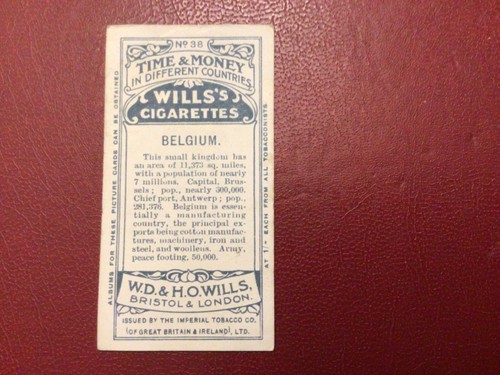 No 38
TIME & MONEY
IN DIFFERENT COUNTRIES
WILLS'S
CIGARETTES
BELGIUM.
This small kingdom has
an area of 11,373 sq. miles,
with a population of nearly
7 millions. Capital, Brus-
sels; pop., nearly 300,000.
Chief port, Antwerp; pop.,
281,376. Belgium is essen-
tially a manufacturing
country, the principal ex-
ports being cotton manufac-
tures, machinery, iron and
steel, and woollens. Army,
peace footing, 50,000.
W.D. & H.O. WILLS,
BRISTOL & LONDON.
ISSUED BY THE IMPERIAL TOBACCO CO.
(OF GREAT BRITAIN & IRELAND), LTD.
ALBUMS FOR THESE PICTURE CARDS CAN BE OBTAINED
AT 1/- EACH FROM ALL TOBACCONISTS.